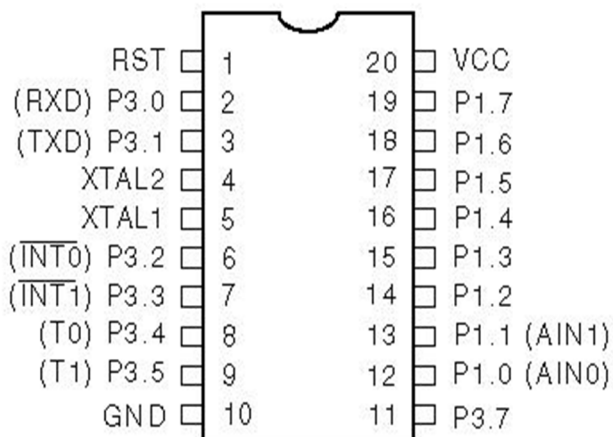 RST 1 20 VCC
(RXD) P3.0 2 19 P1.7
(TXD) P3.1 3 18 P1.6
XTAL2 4 17 P1.5
XTAL1 5 16 P1.4
(I̅N̅T̅0̅) P3.2 6 15 P1.3
(I̅N̅T̅1̅) P3.3 7 14 P1.2
(T0) P3.4 8 13 P1.1 (AIN1)
(T1) P3.5 9 12 P1.0 (AIN0)
GND 10 11 P3.7